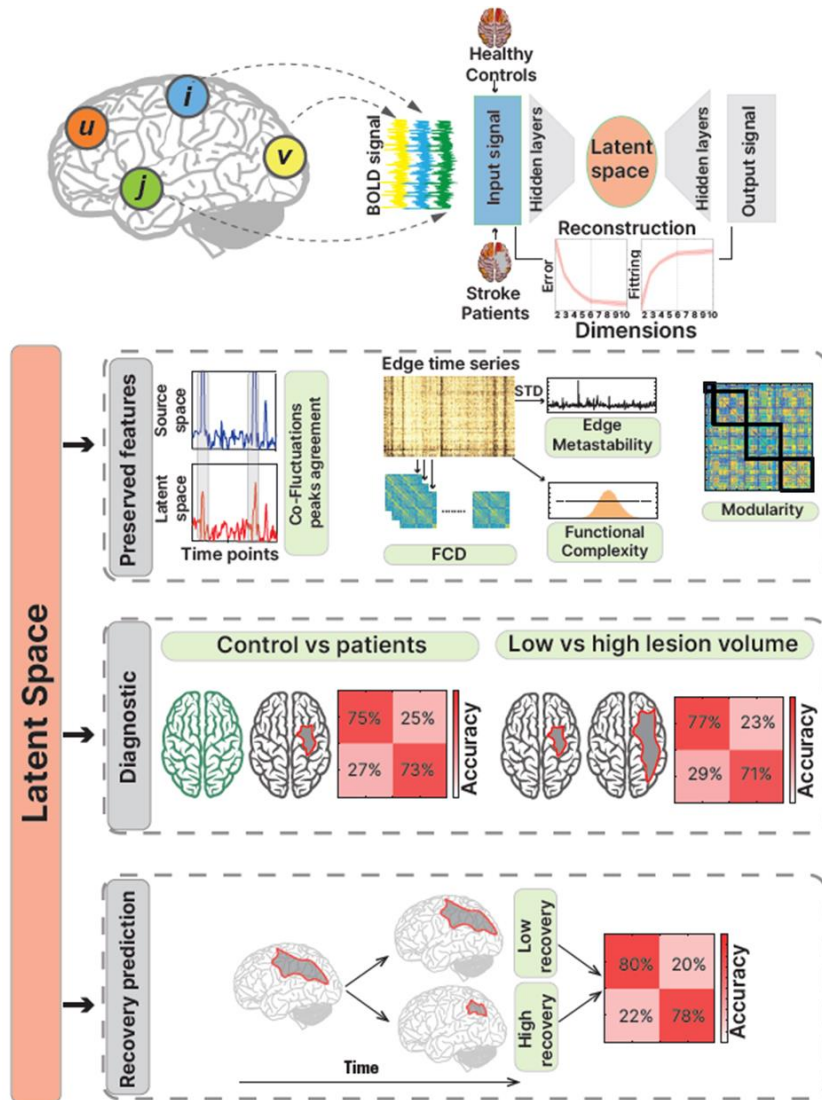 Healthy
Controls
u
i
j
v
BOLD signal
Input signal
Hidden layers
Latent
space
Hidden layers
Output signal
Stroke
Patients
Reconstruction
Error
2 3 4 5 6 7 8 9 10
Fittring
2 3 4 5 6 7 8 9 10
Dimensions
Latent Space
Preserved features
Source
space
Latent
space
Time points
Co-Fluctuations
peaks agreement
Edge time series
STD
Edge
Metastability
FCD
Functional
Complexity
Modularity
Diagnostic
Control vs patients
75% 25%
27% 73%
Accuracy
Low vs high lesion volume
77% 23%
29% 71%
Accuracy
Recovery prediction
Time
Low
recovery
High
recovery
80% 20%
22% 78%
Accuracy